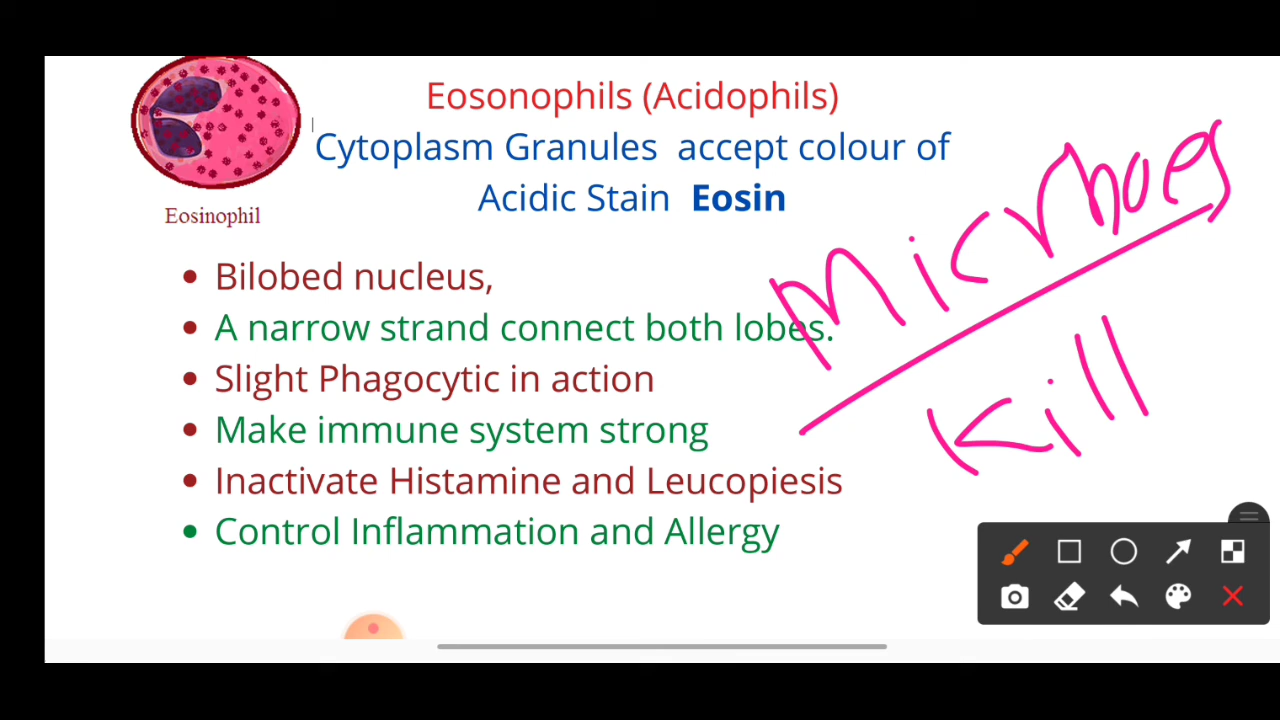 Eosonophils (Acidophils)
Cytoplasm Granules accept colour of
Acidic Stain Eosin
Eosinophil
Bilobed nucleus,
A narrow strand connect both lobes.
Slight Phagocytic in action
Make immune system strong
Inactivate Histamine and Leucopiesis
Control Inflammation and Allergy
Microbes
Kill